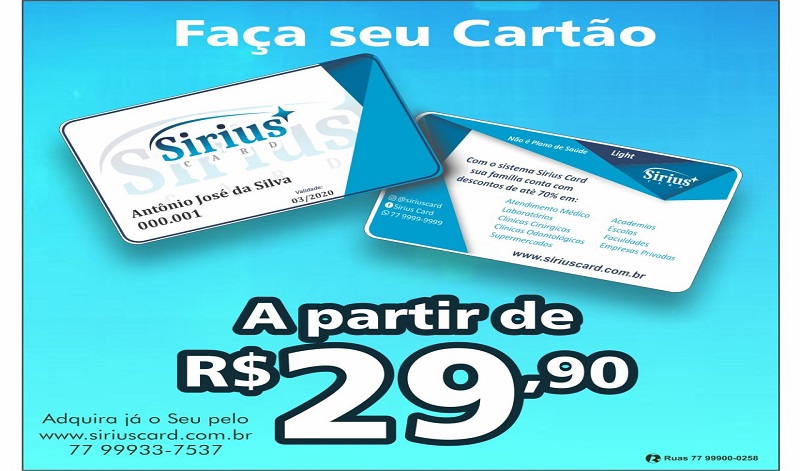 Faça seu Cartão
Sirius
CARD
Antônio José da Silva
000.001
Validade:
03/2020
Não é Plano de Saúde
Light
Sirius
CARD
Com o sistema Sirius Card
sua família conta com
descontos de até 70% em:
@siriuscard
Sirius Card
77 9999-9999
Atendimento Médico
Laboratórios
Clínicas Cirúrgicas
Clínicas Odontológicas
Supermercados
Academias
Escolas
Faculdades
Empresas Privadas
www.siriuscard.com.br
A partir de
R$ 29,90
Adquira já o Seu pelo
www.siriuscard.com.br
77 99933-7537
Ruas 77 99900-0258